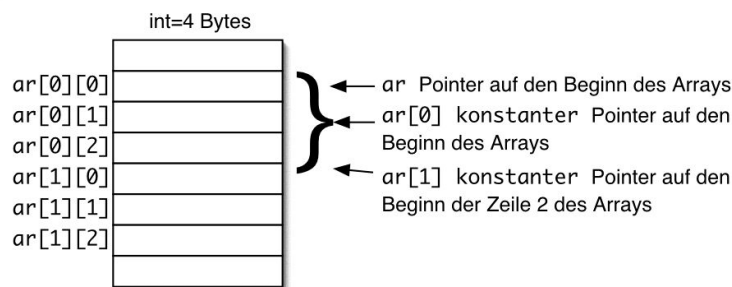 int=4 Bytes
ar[0][0]
ar[0][1]
ar[0][2]
ar[1][0]
ar[1][1]
ar[1][2]
ar Pointer auf den Beginn des Arrays
ar[0] konstanter Pointer auf den
Beginn des Arrays
ar[1] konstanter Pointer auf den
Beginn der Zeile 2 des Arrays